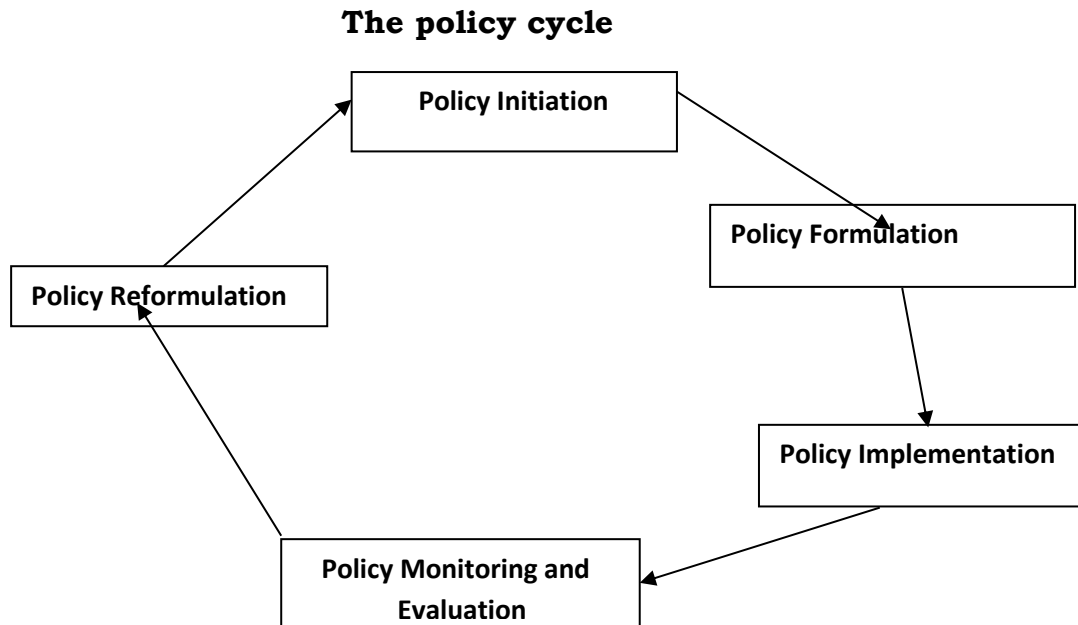 The policy cycle
Policy Initiation
Policy Formulation
Policy Reformulation
Policy Implementation
Policy Monitoring and
Evaluation